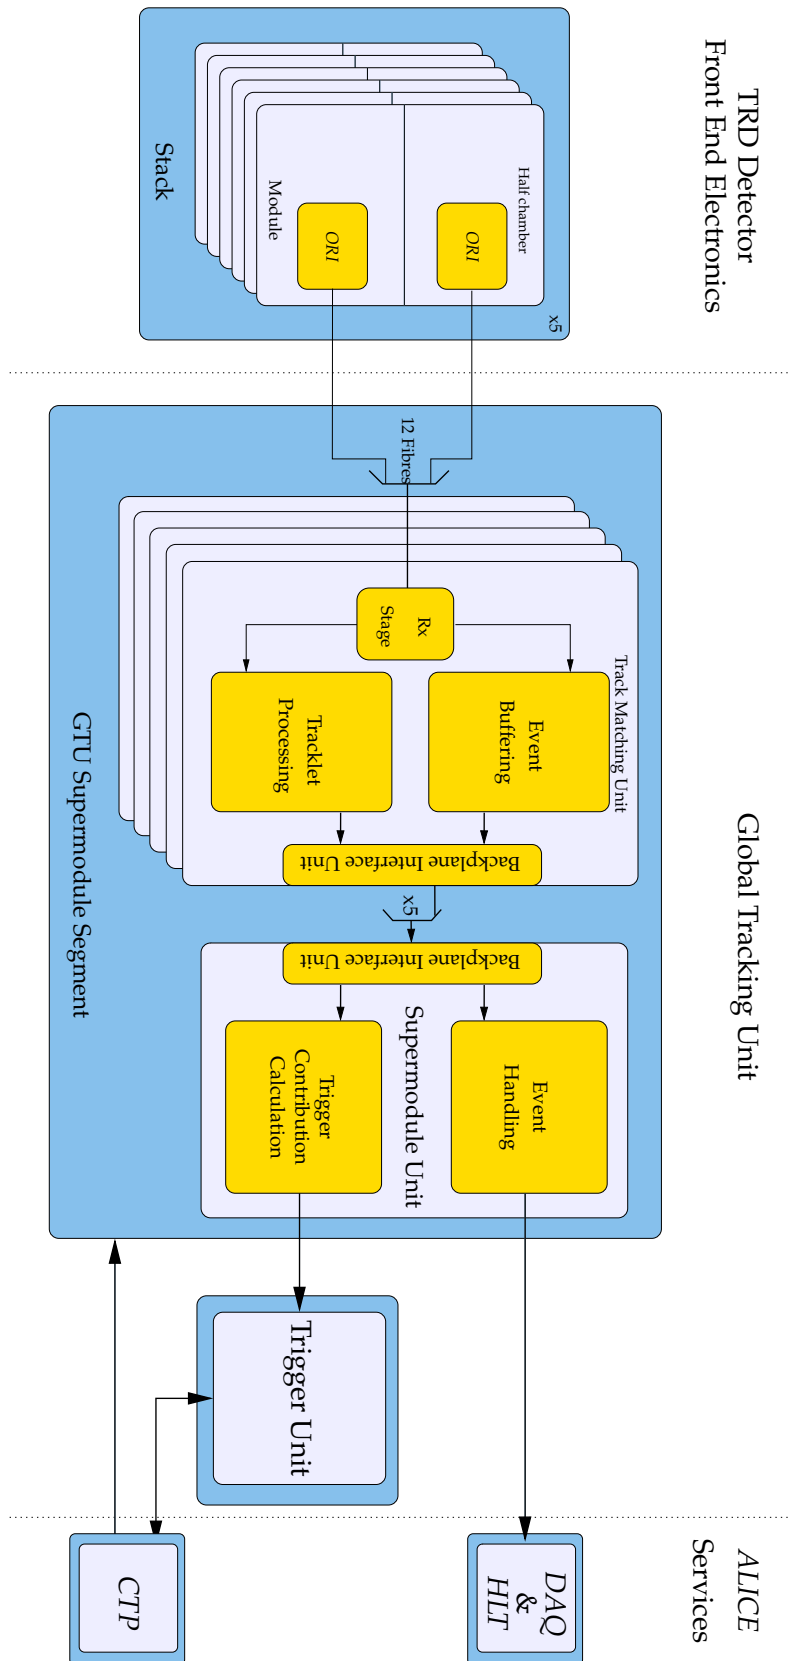 TRD Detector
Front End Electronics
Global Tracking Unit
ALICE
Services
x5
Half chamber
ORI
ORI
Module
Stack
12 Fibres
Track Matching Unit
Rx
Stage
Event
Buffering
Tracklet
Processing
Backplane Interface Unit
x5
Backplane Interface Unit
Supermodule Unit
Event
Handling
Trigger
Contribution
Calculation
GTU Supermodule Segment
Trigger Unit
DAQ
&
HLT
CTP